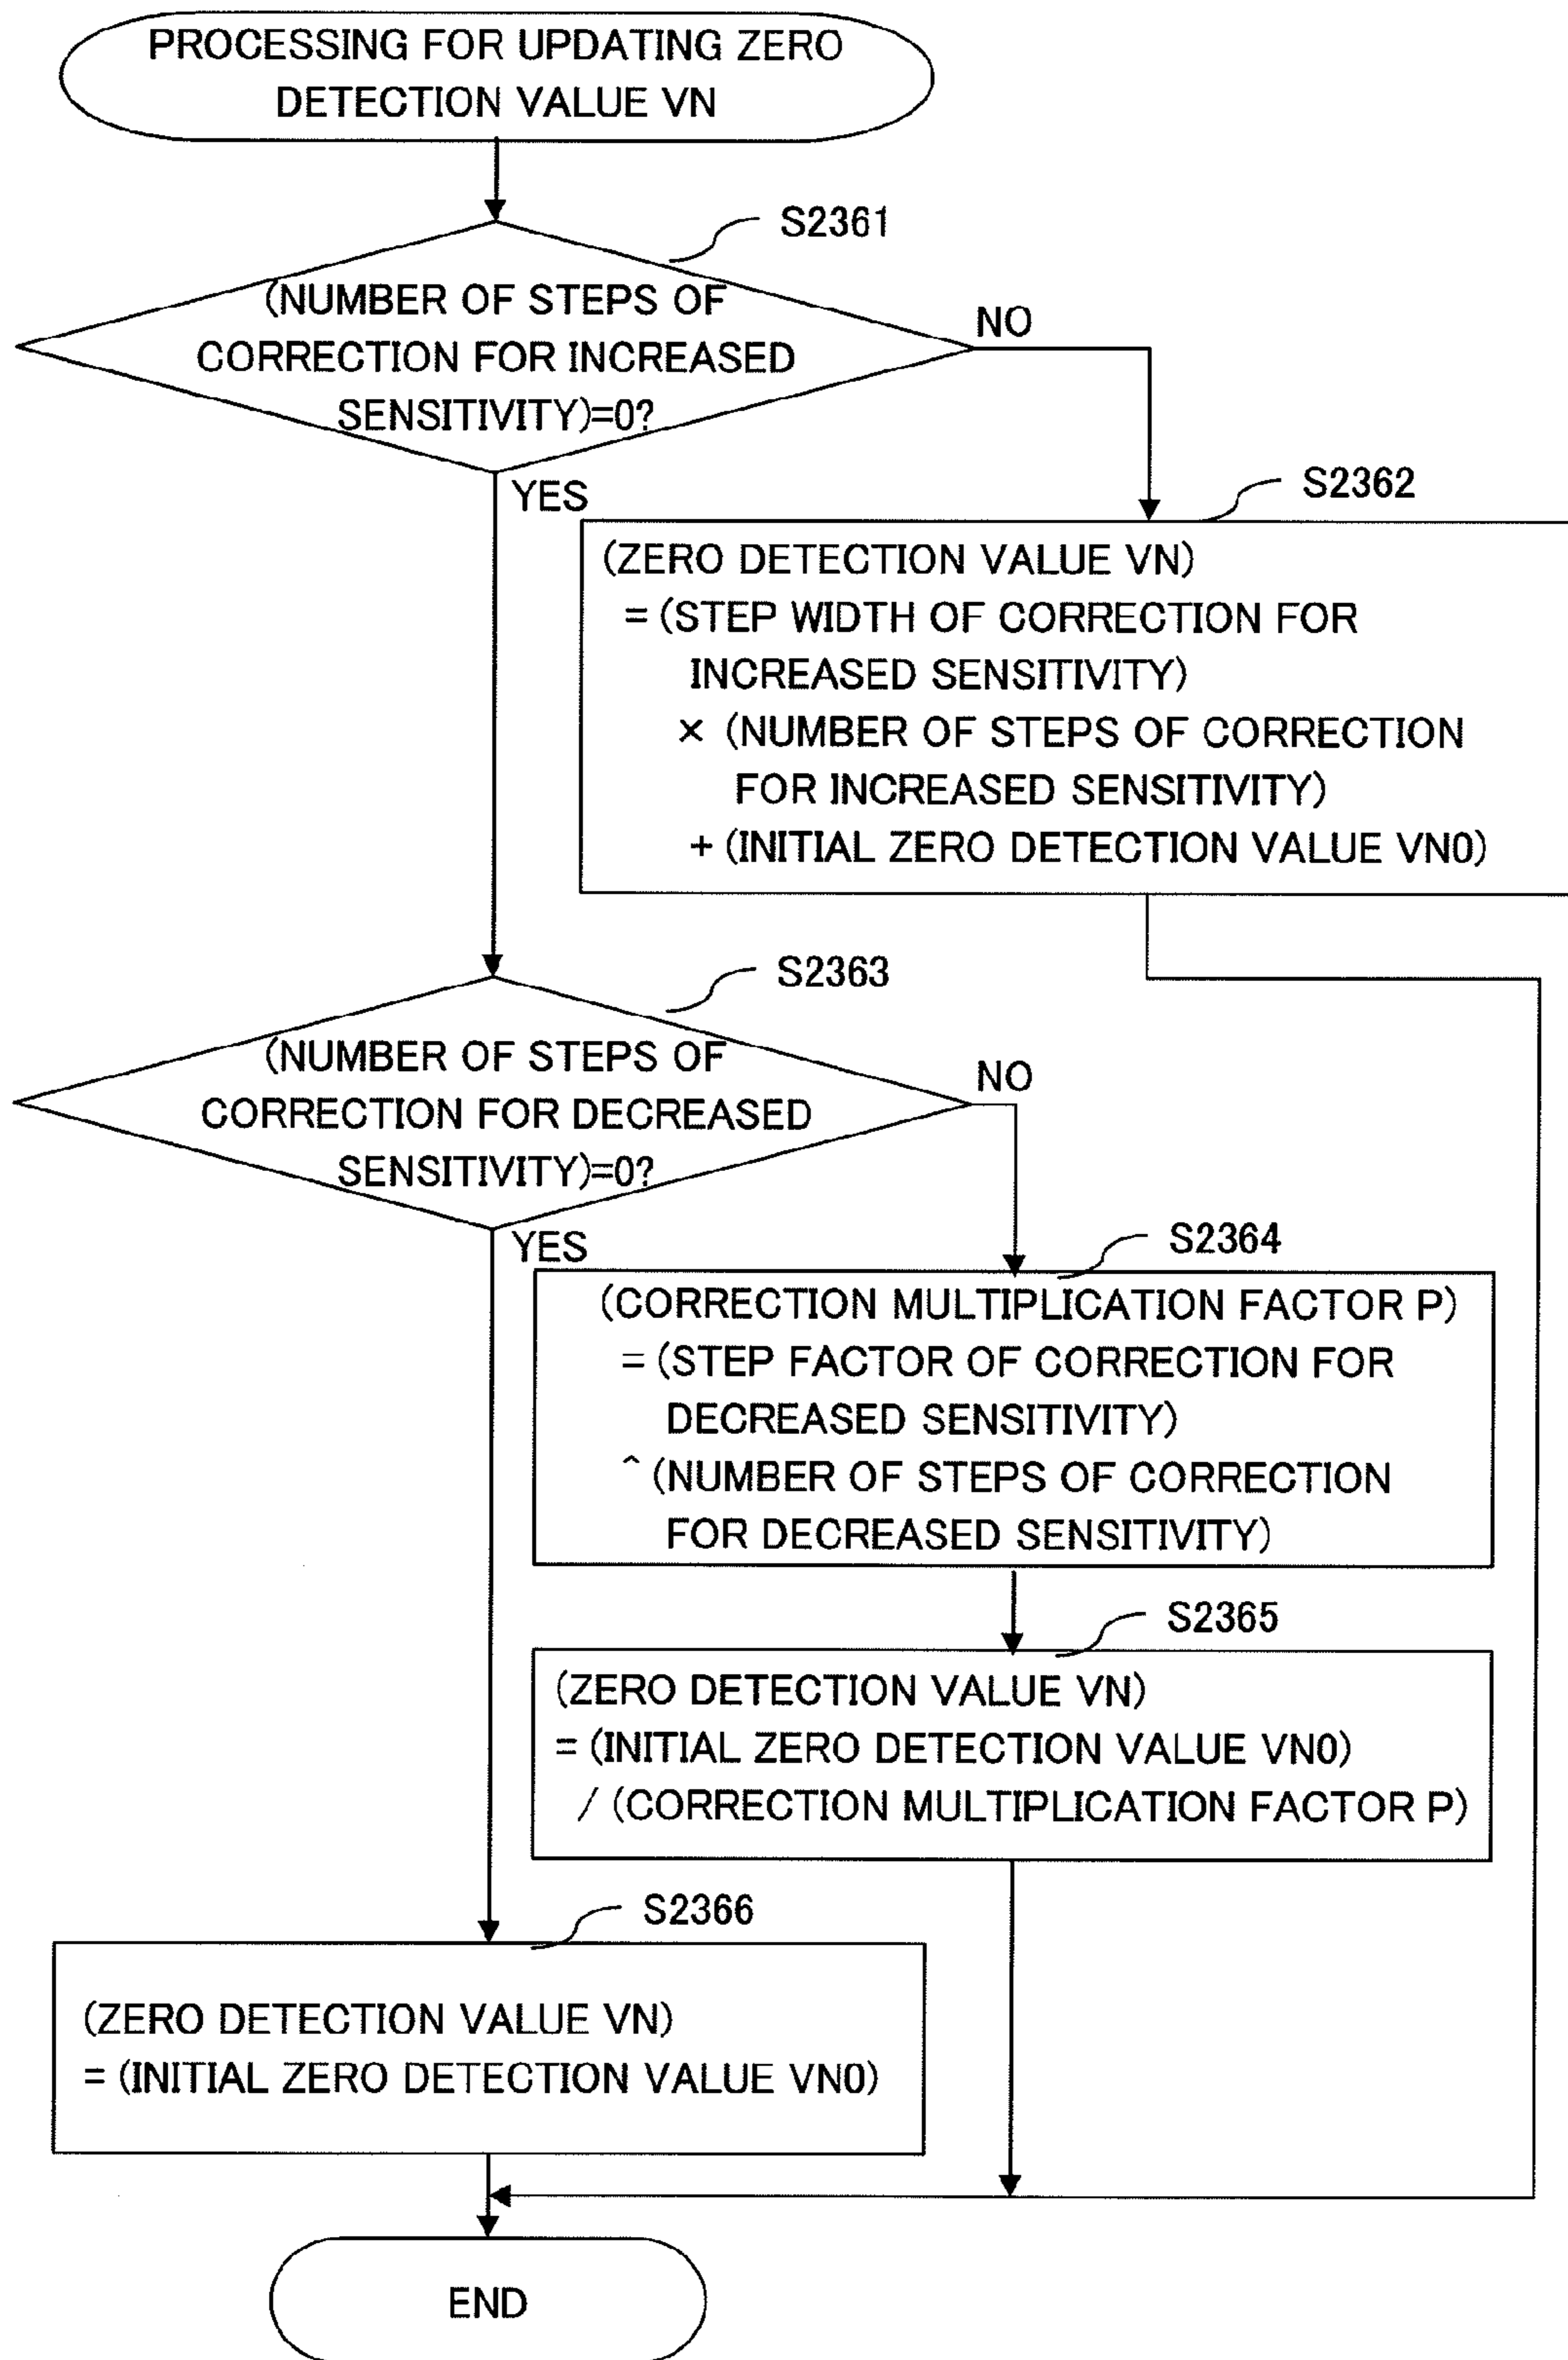 PROCESSING FOR UPDATING ZERO
DETECTION VALUE VN
S2361
(NUMBER OF STEPS OF
CORRECTION FOR INCREASED
SENSITIVITY)=0?
NO
YES
S2362
(ZERO DETECTION VALUE VN)
= (STEP WIDTH OF CORRECTION FOR
INCREASED SENSITIVITY)
× (NUMBER OF STEPS OF CORRECTION
FOR INCREASED SENSITIVITY)
+ (INITIAL ZERO DETECTION VALUE VN0)
S2363
(NUMBER OF STEPS OF
CORRECTION FOR DECREASED
SENSITIVITY)=0?
NO
YES
S2364
(CORRECTION MULTIPLICATION FACTOR P)
= (STEP FACTOR OF CORRECTION FOR
DECREASED SENSITIVITY)
^ (NUMBER OF STEPS OF CORRECTION
FOR DECREASED SENSITIVITY)
S2365
(ZERO DETECTION VALUE VN)
= (INITIAL ZERO DETECTION VALUE VN0)
/ (CORRECTION MULTIPLICATION FACTOR P)
S2366
(ZERO DETECTION VALUE VN)
= (INITIAL ZERO DETECTION VALUE VN0)
END